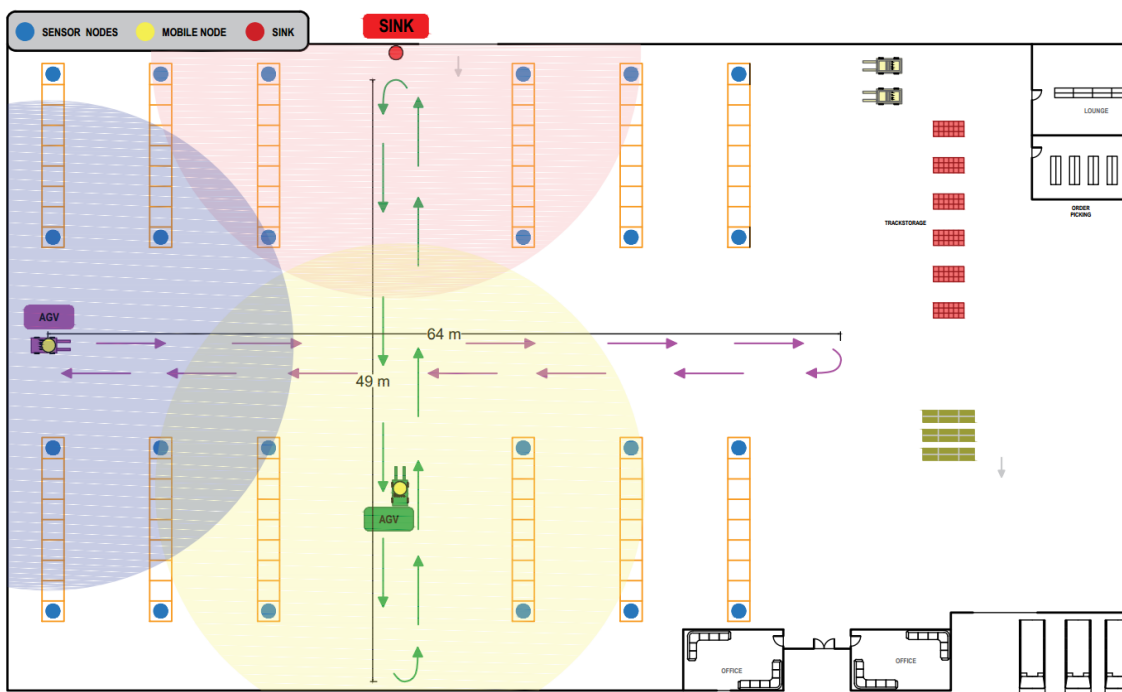 SENSOR NODES
MOBILE NODE
SINK
SINK
LOUNGE
ORDER
PICKING
TRACKSTORAGE
AGV
64 m
49 m
AGV
OFFICE
OFFICE